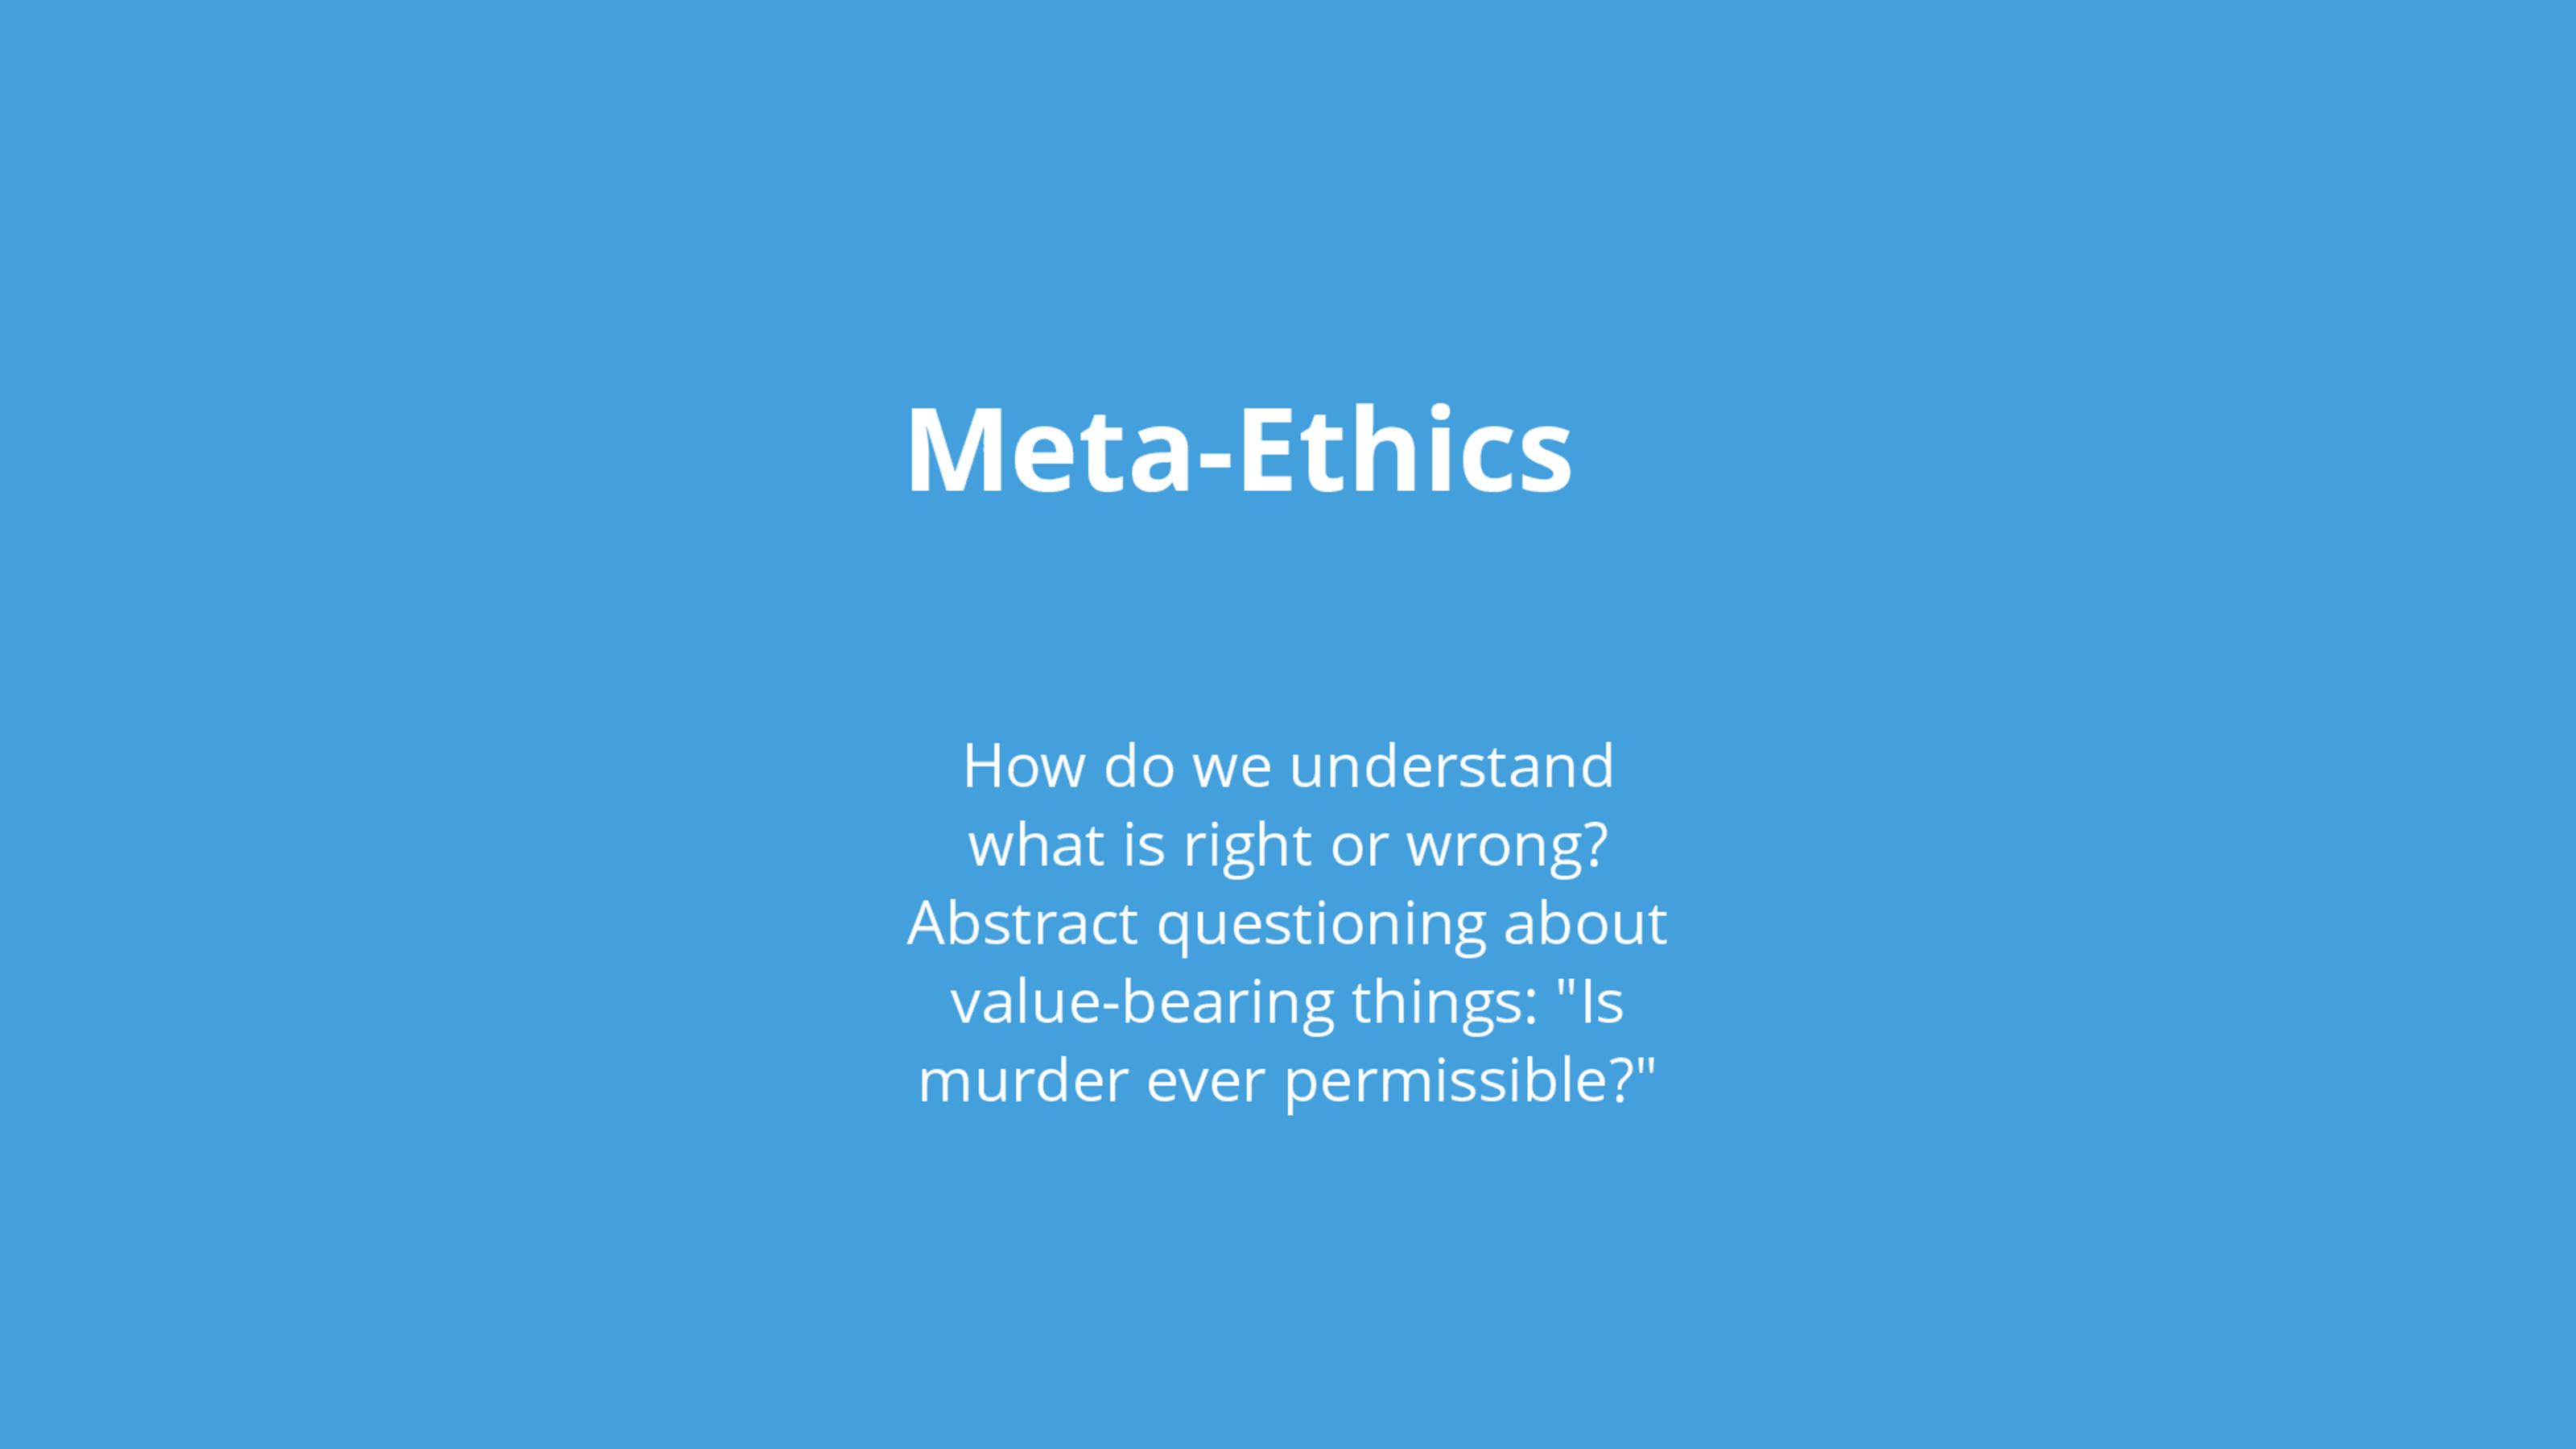 Meta-Ethics
How do we understand
what is right or wrong?
Abstract questioning about
value-bearing things: "Is
murder ever permissible?"